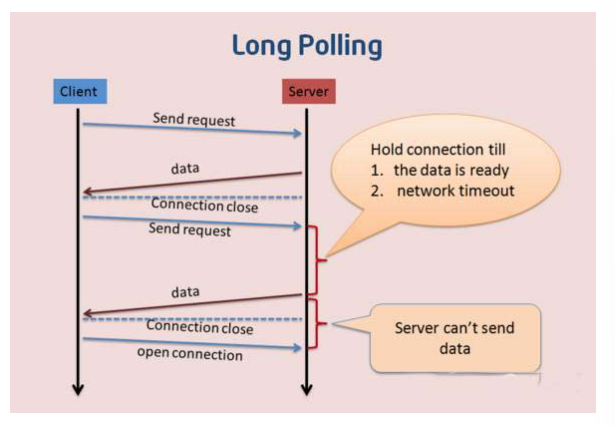 Long Polling
Client
Server
Send request
data
Connection close
Send request
Hold connection till
1. the data is ready
2. network timeout
data
Connection close
open connection
Server can't send
data